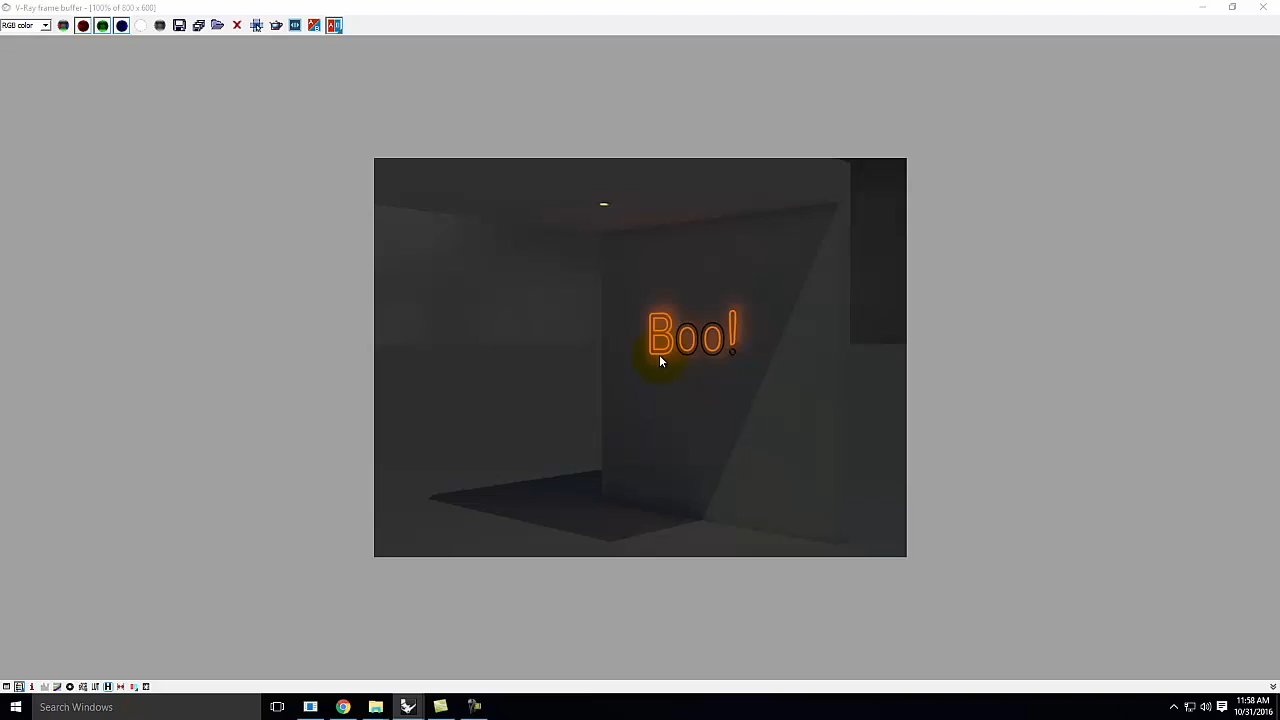 V-Ray frame buffer - [100% of 800 x 600]
RGB color
Boo!
Search Windows
11:58 AM
10/31/2016